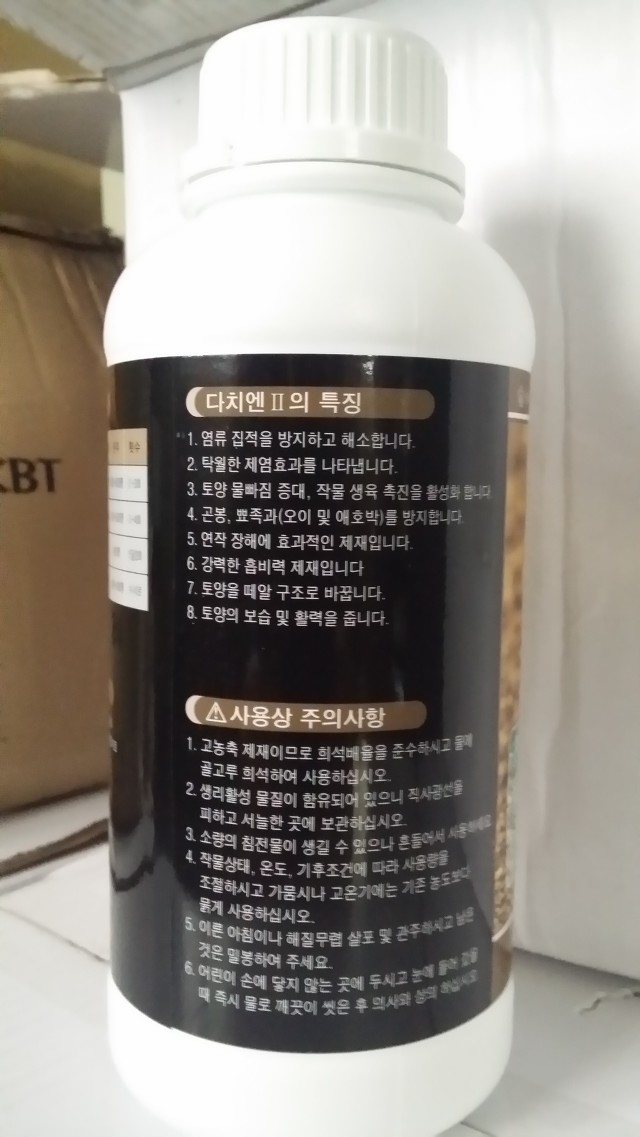 KBT
다치엔Ⅱ의 특징
1. 염류 집적을 방지하고 해소합니다.
2. 탁월한 제염효과를 나타냅니다.
3. 토양 물빠짐 증대, 작물 생육 촉진을 활성화 합니다.
4. 곤봉, 뾰족과(오이 및 애호박)를 방지합니다.
5. 연작 장해에 효과적인 제재입니다.
6. 강력한 흡비력 제재입니다
7. 토양을 떼알 구조로 바꿉니다.
8. 토양의 보습 및 활력을 줍니다.
사용상 주의사항
1. 고농축 제재이므로 희석배율을 준수하시고 물에
골고루 희석하여 사용하십시오.
2. 생리활성 물질이 함유되어 있으니 직사광선을
피하고 서늘한 곳에 보관하십시오.
3. 소량의 침전물이 생길 수 있으나 흔들어서 사용하세요.
4. 작물상태, 온도, 기후조건에 따라 사용량을
조절하시고 가뭄시나 고온기에는 기존 농도보다
묽게 사용하십시오.
5. 이른 아침이나 해질무렵 살포 및 관주하시고 남은
것은 밀봉하여 주세요.
6. 어린이 손에 닿지 않는 곳에 두시고 눈에 들어 갔을
때 즉시 물로 깨끗이 씻은 후 의사와 상의 하십시오